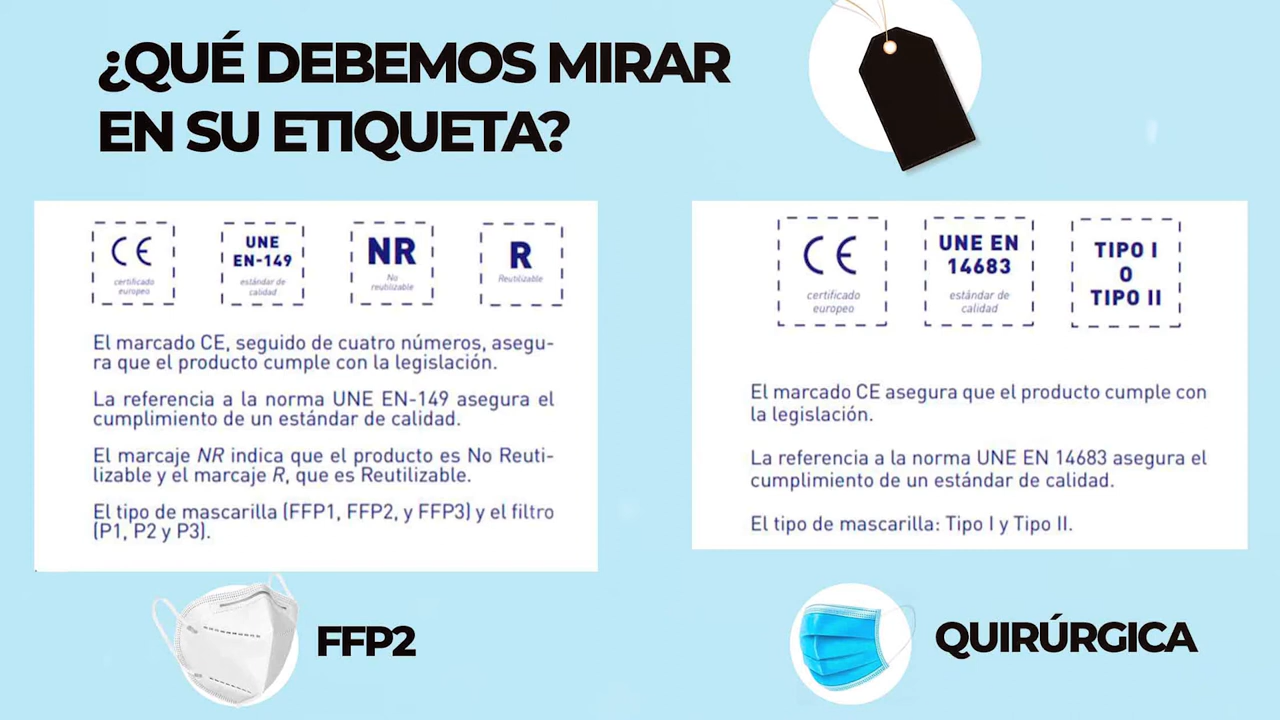 ¿QUÉ DEBEMOS MIRAR
EN SU ETIQUETA?
CE
certificado
europeo
UNE
EN-149
estándar de
calidad
NR
No
reutilizable
R
Reutilizable
El marcado CE, seguido de cuatro números, asegu-
ra que el producto cumple con la legislación.
La referencia a la norma UNE EN-149 asegura el
cumplimiento de un estándar de calidad.
El marcaje NR indica que el producto es No Reuti-
lizable y el marcaje R, que es Reutilizable.
El tipo de mascarilla (FFP1, FFP2, y FFP3) y el filtro
(P1, P2 y P3).
FFP2
CE
certificado
europeo
UNE EN
14683
estándar de
calidad
TIPO I
O
TIPO II
El marcado CE asegura que el producto cumple con
la legislación.
La referencia a la norma UNE EN 14683 asegura el
cumplimiento de un estándar de calidad.
El tipo de mascarilla: Tipo I y Tipo II.
QUIRÚRGICA